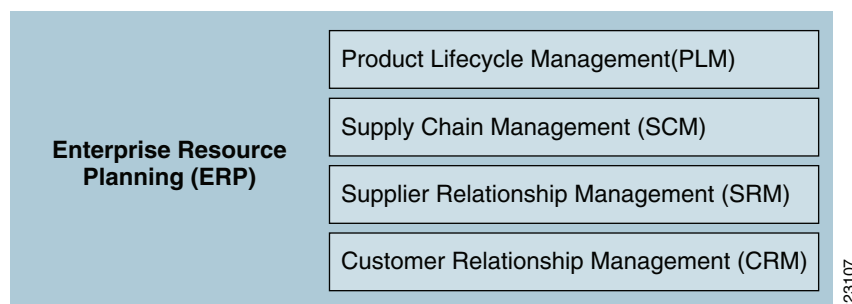 Enterprise Resource
Planning (ERP)
Product Lifecycle Management(PLM)
Supply Chain Management (SCM)
Supplier Relationship Management (SRM)
Customer Relationship Management (CRM)
23107